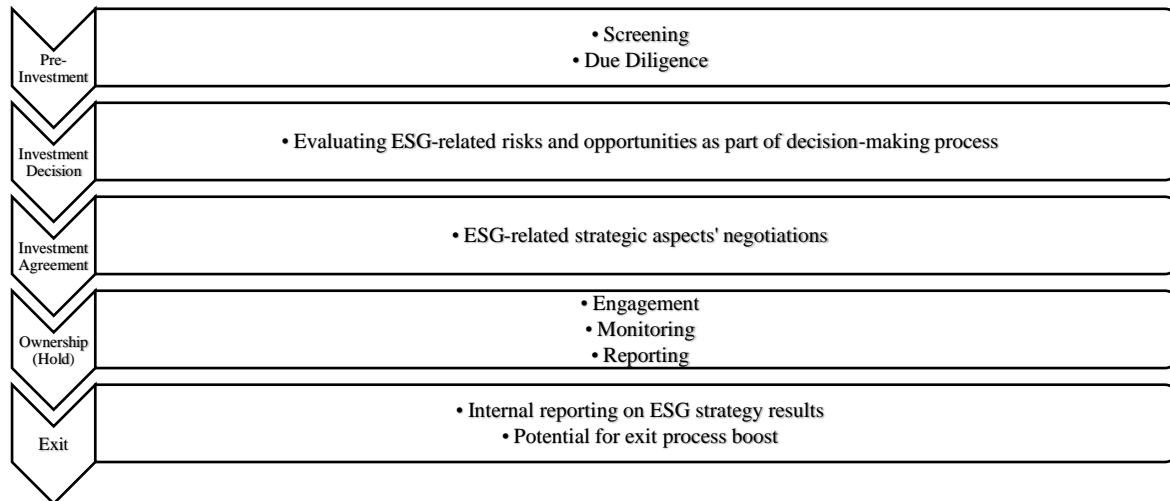 Pre-
Investment
• Screening
• Due Diligence
Investment
Decision
• Evaluating ESG-related risks and opportunities as part of decision-making process
Investment
Agreement
• ESG-related strategic aspects' negotiations
Ownership
(Hold)
• Engagement
• Monitoring
• Reporting
Exit
• Internal reporting on ESG strategy results
• Potential for exit process boost